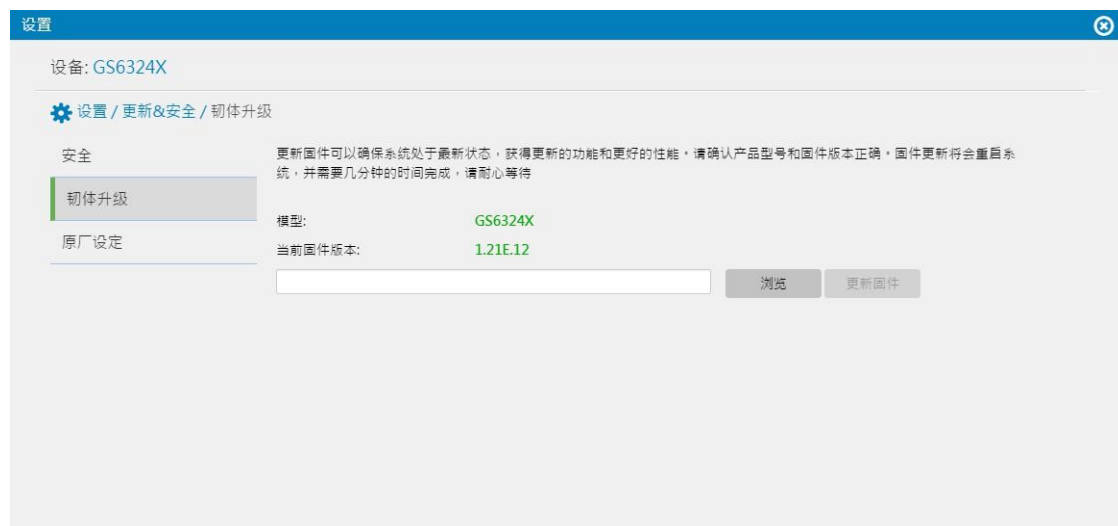 设置
设备: GS6324X
设置 / 更新&安全 / 韧体升级
安全
韧体升级
原厂设定
更新固件可以确保系统处于最新状态，获得更新的功能和更好的性能。请确认产品型号和固件版本正确。固件更新将会重启系
统，并需要几分钟的时间完成，请耐心等待
模型: GS6324X
当前固件版本: 1.21E.12
浏览 更新固件